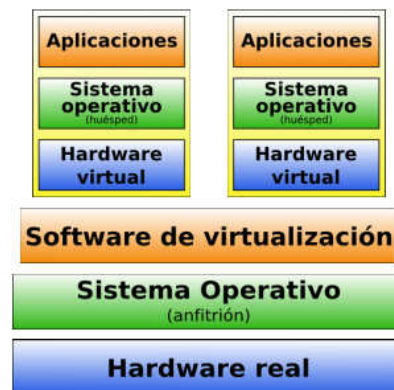 Aplicaciones
Sistema
operativo
(huésped)
Hardware
virtual
Aplicaciones
Sistema
operativo
(huésped)
Hardware
virtual
Software de virtualización
Sistema Operativo
(anfitrión)
Hardware real